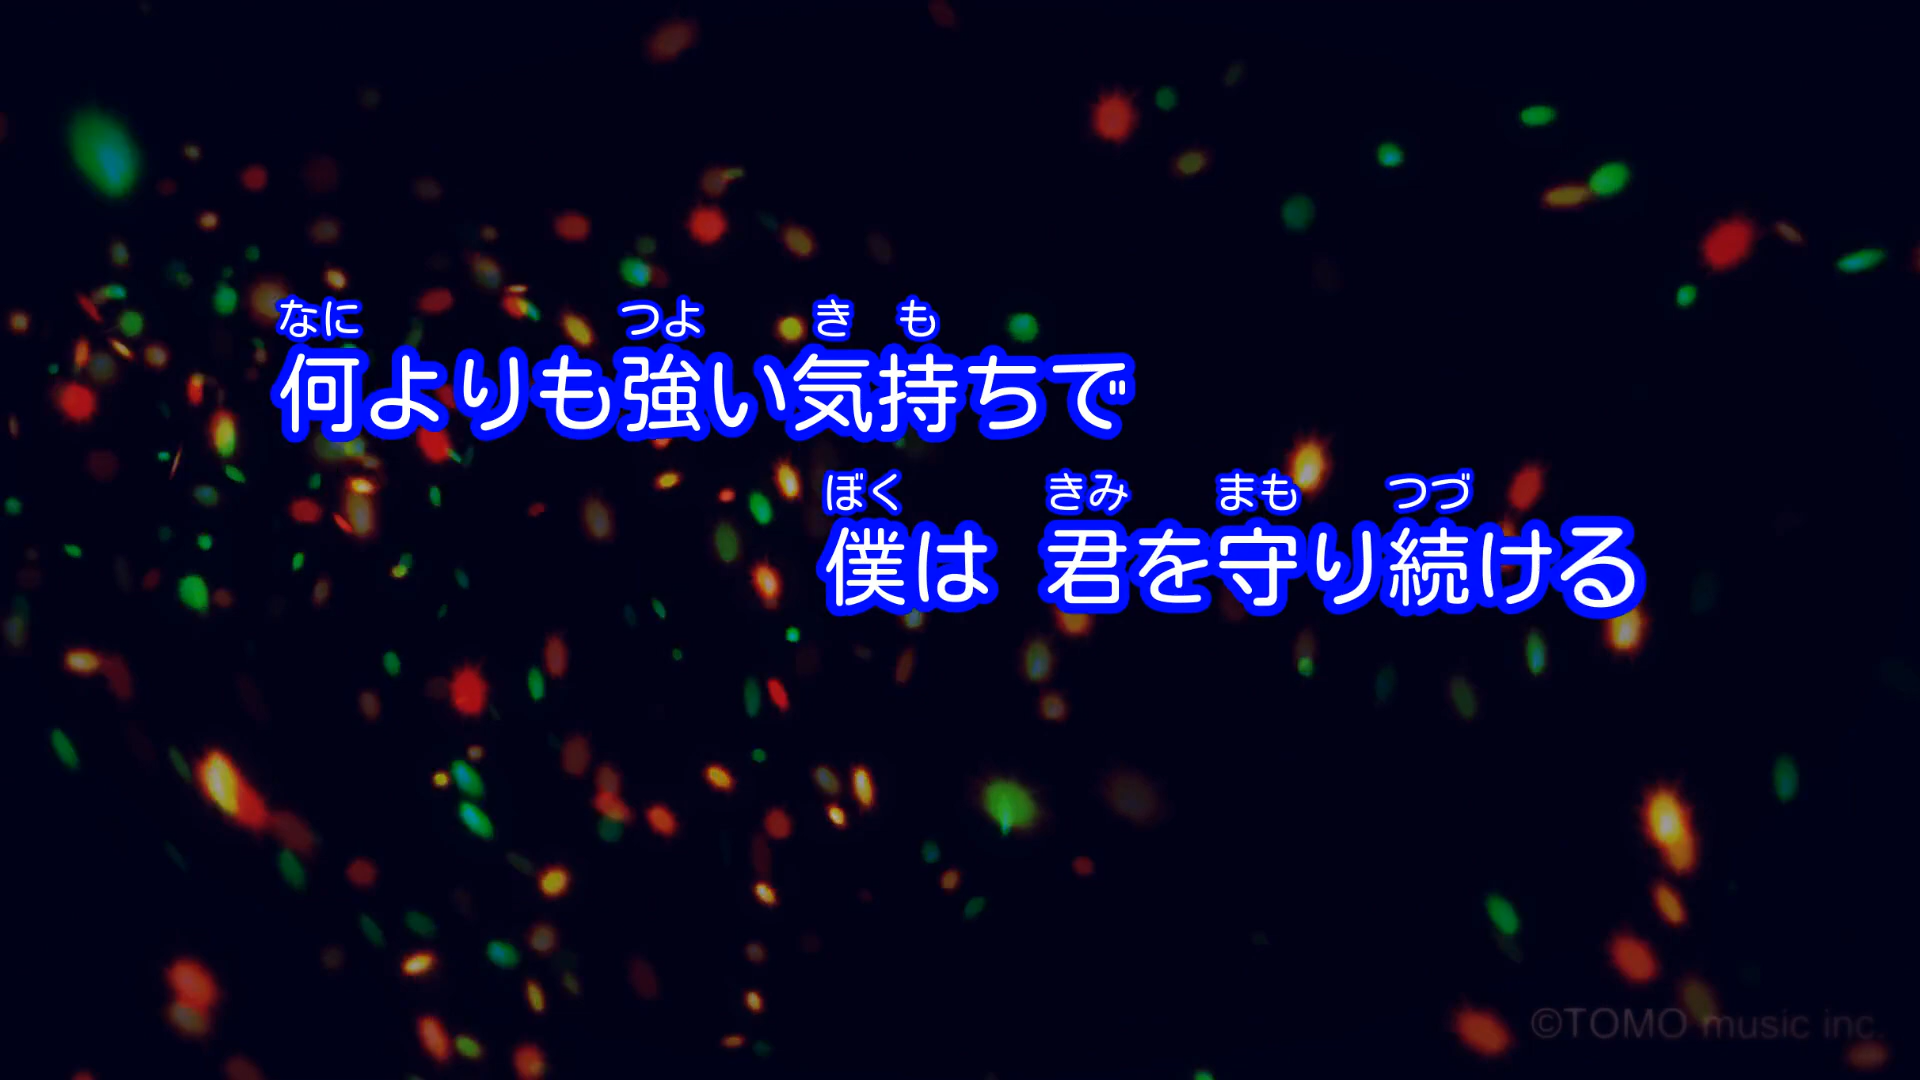 なに つよ き も
何よりも強い気持ちで
ぼく きみ まも つづ
僕は 君を守り続ける
©TOMO music inc.